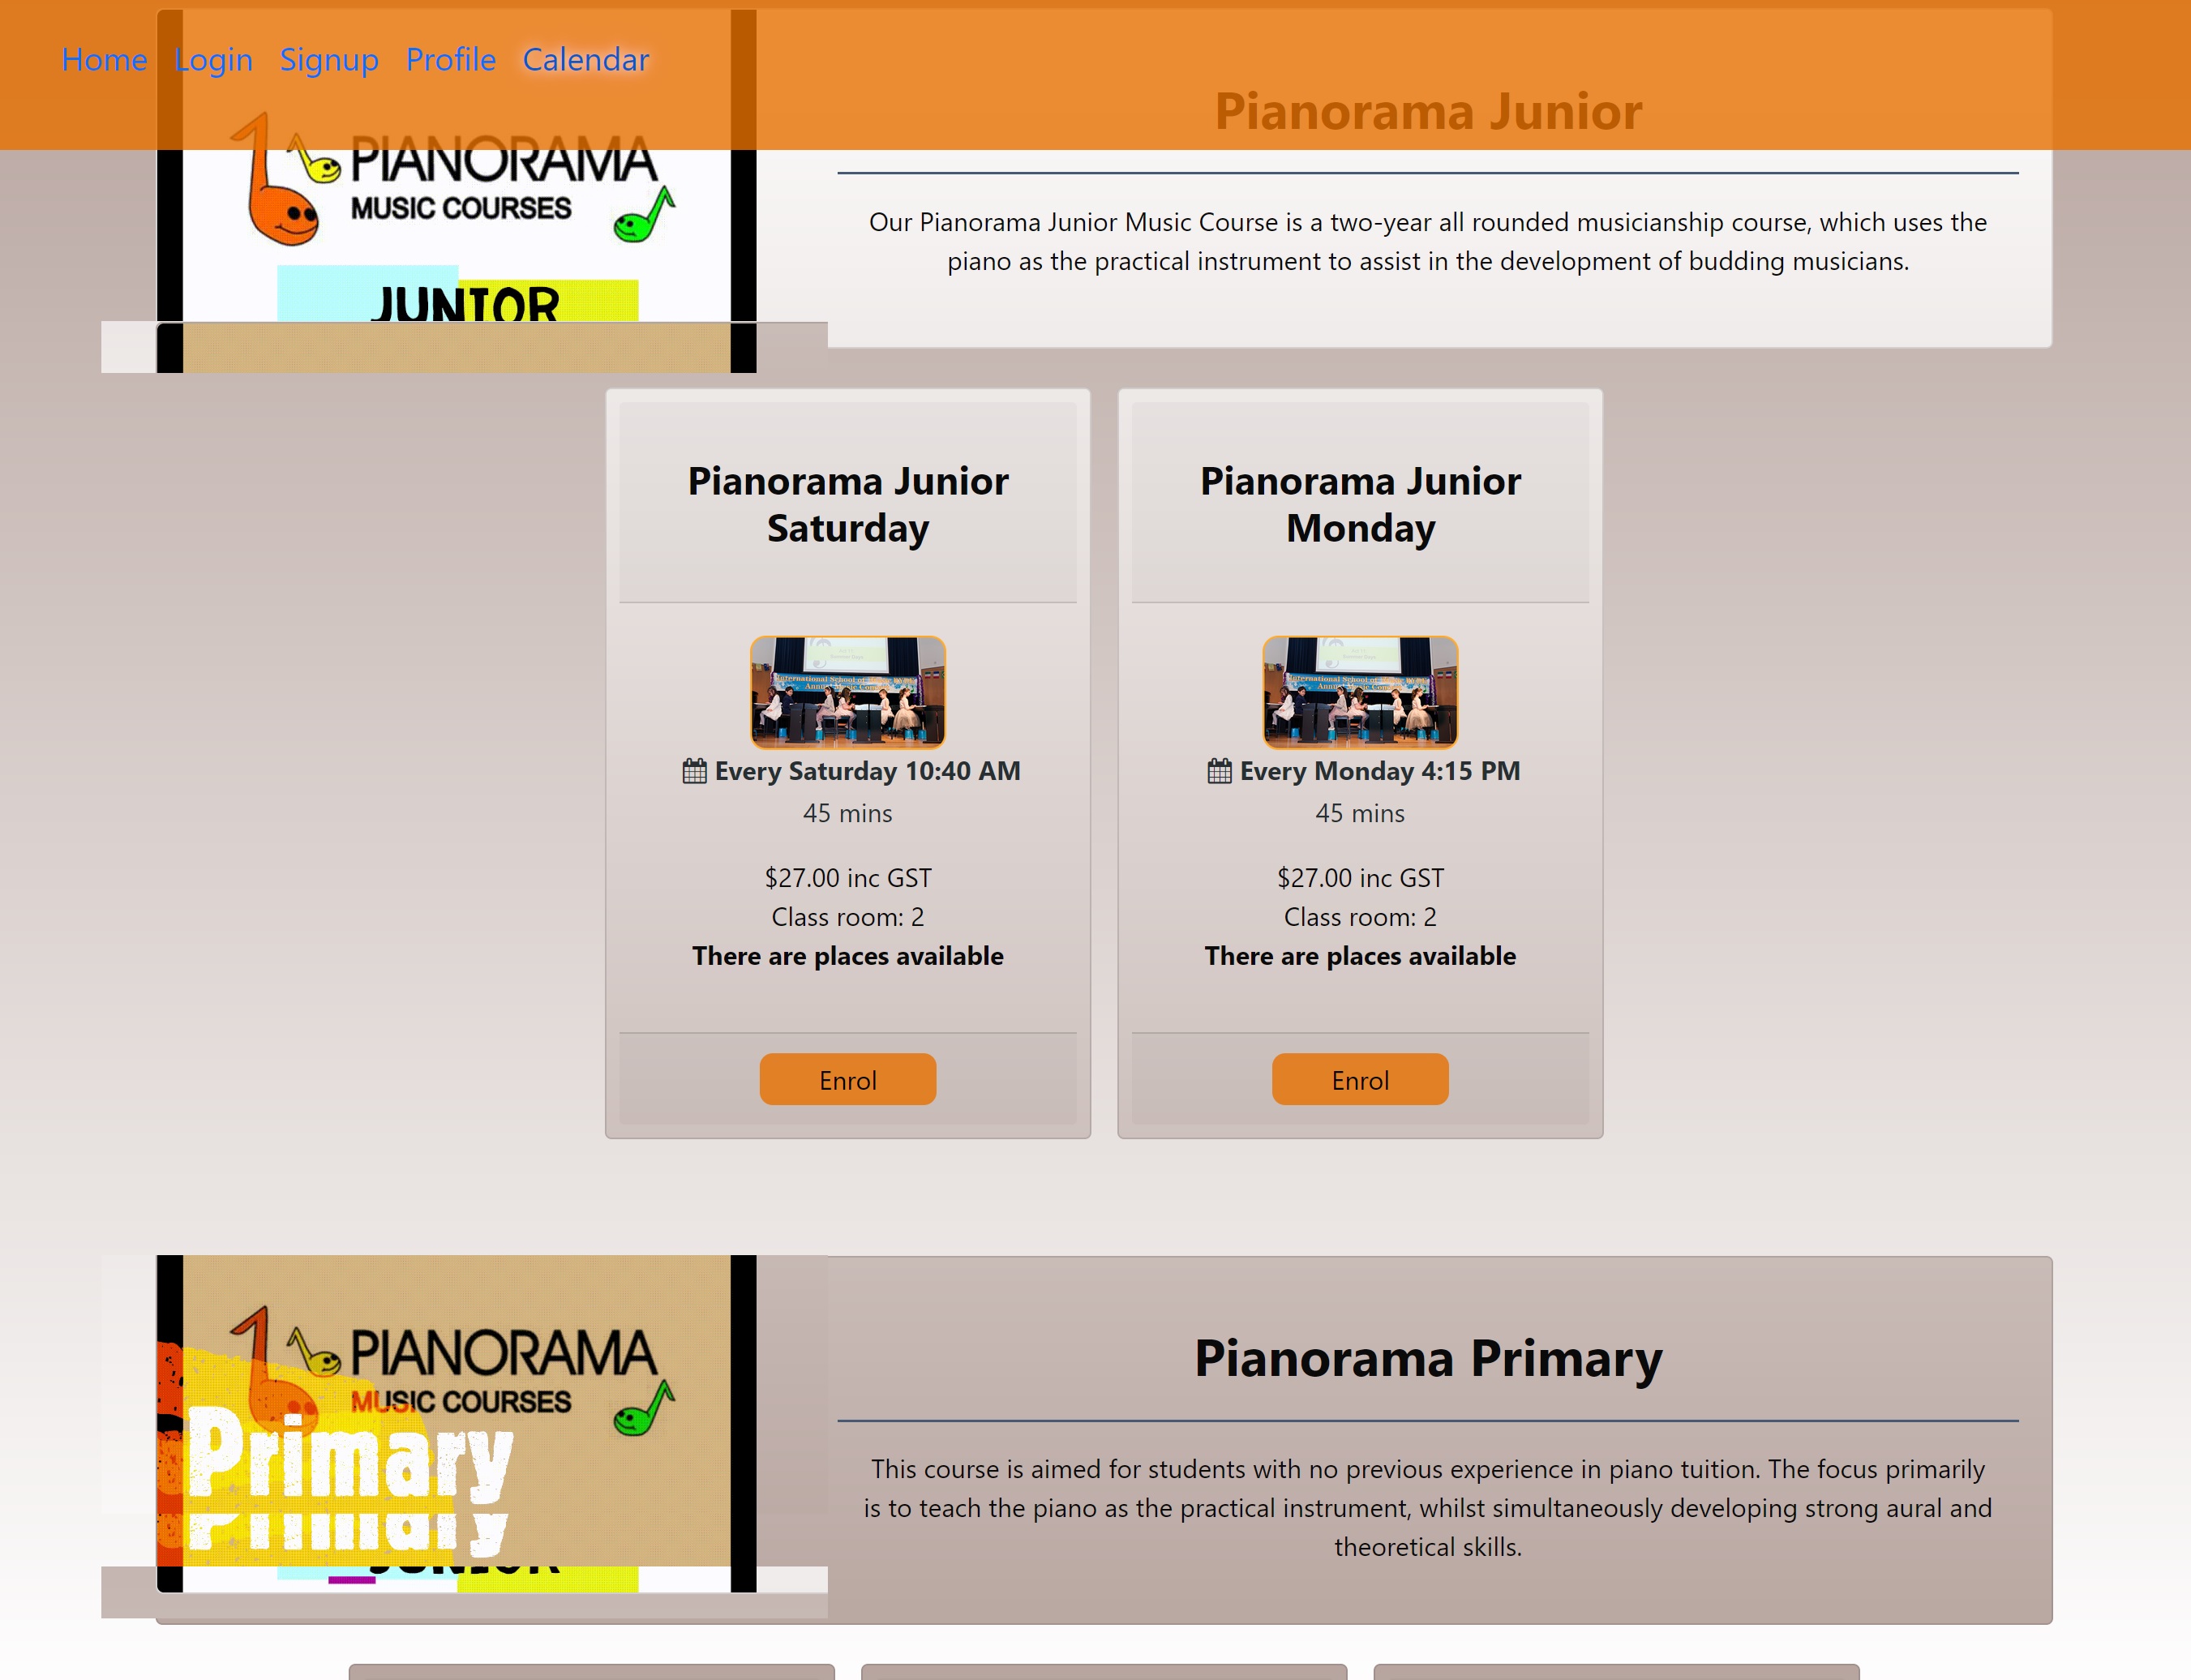 Home Login Signup Profile Calendar
PIANORAMA
MUSIC COURSES
JUNIOR
Pianorama Junior
Our Pianorama Junior Music Course is a two-year all rounded musicianship course, which uses the
piano as the practical instrument to assist in the development of budding musicians.
Pianorama Junior
Saturday
Every Saturday 10:40 AM
45 mins
$27.00 inc GST
Class room: 2
There are places available
Enrol
Pianorama Junior
Monday
Every Monday 4:15 PM
45 mins
$27.00 inc GST
Class room: 2
There are places available
Enrol
PIANORAMA
MUSIC COURSES
Primary
Primary
JUNIOR
Pianorama Primary
This course is aimed for students with no previous experience in piano tuition. The focus primarily
is to teach the piano as the practical instrument, whilst simultaneously developing strong aural and
theoretical skills.